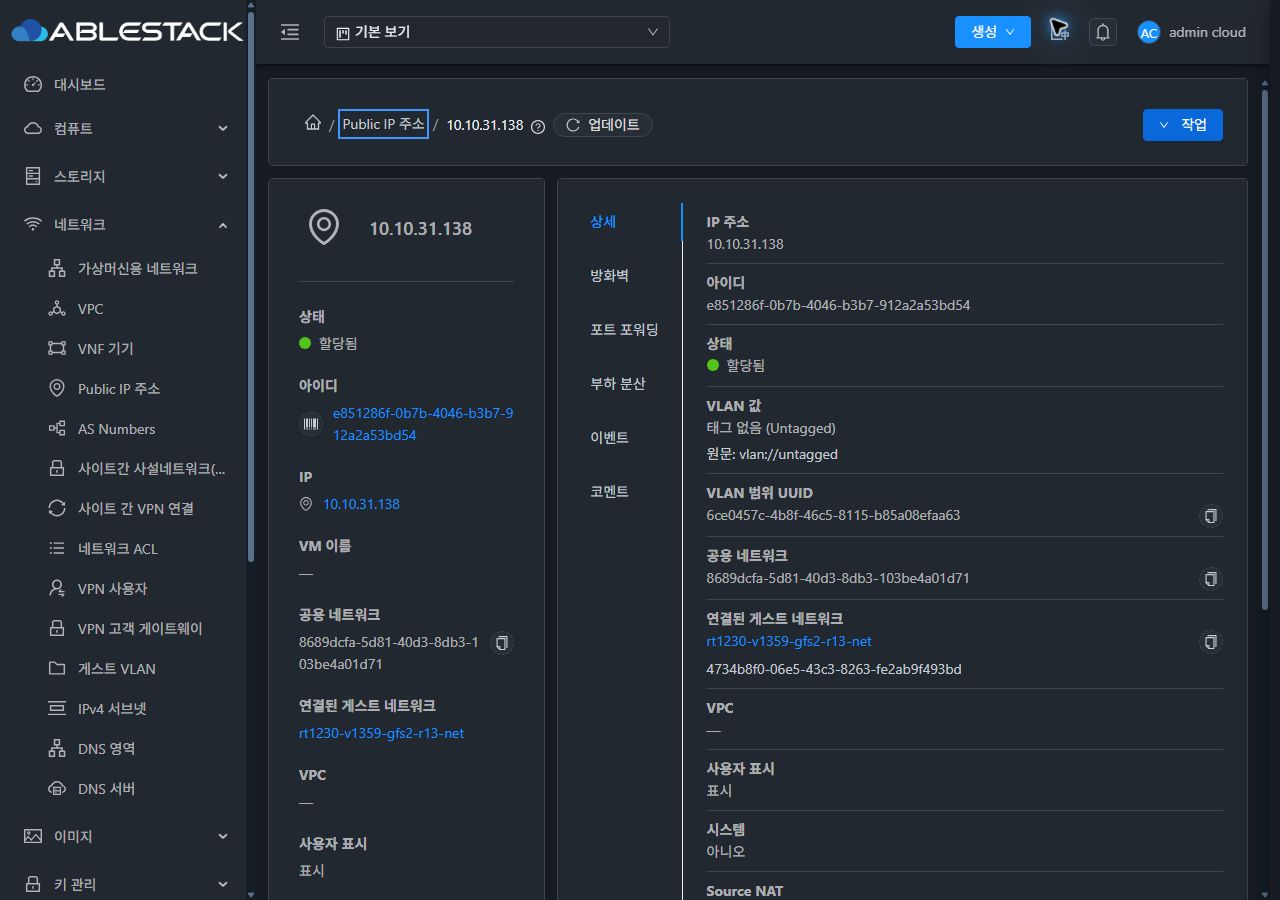 ABLESTACK
기본 보기
생성
AC
admin cloud
대시보드
컴퓨트
스토리지
네트워크
가상머신용 네트워크
VPC
VNF 기기
Public IP 주소
AS Numbers
사이트간 사설네트워크(...
사이트 간 VPN 연결
네트워크 ACL
VPN 사용자
VPN 고객 게이트웨이
게스트 VLAN
IPv4 서브넷
DNS 영역
DNS 서버
이미지
키 관리
/ Public IP 주소 / 10.10.31.138
업데이트
작업
10.10.31.138
상태
할당됨
아이디
e851286f-0b7b-4046-b3b7-9
12a2a53bd54
IP
10.10.31.138
VM 이름
—
공용 네트워크
8689dcfa-5d81-40d3-8db3-1
03be4a01d71
연결된 게스트 네트워크
rt1230-v1359-gfs2-r13-net
VPC
—
사용자 표시
표시
상세
방화벽
포트 포워딩
부하 분산
이벤트
코멘트
IP 주소
10.10.31.138
아이디
e851286f-0b7b-4046-b3b7-912a2a53bd54
상태
할당됨
VLAN 값
태그 없음 (Untagged)
원문: vlan://untagged
VLAN 범위 UUID
6ce0457c-4b8f-46c5-8115-b85a08efaa63
공용 네트워크
8689dcfa-5d81-40d3-8db3-103be4a01d71
연결된 게스트 네트워크
rt1230-v1359-gfs2-r13-net
4734b8f0-06e5-43c3-8263-fe2ab9f493bd
VPC
—
사용자 표시
표시
시스템
아니오
Source NAT